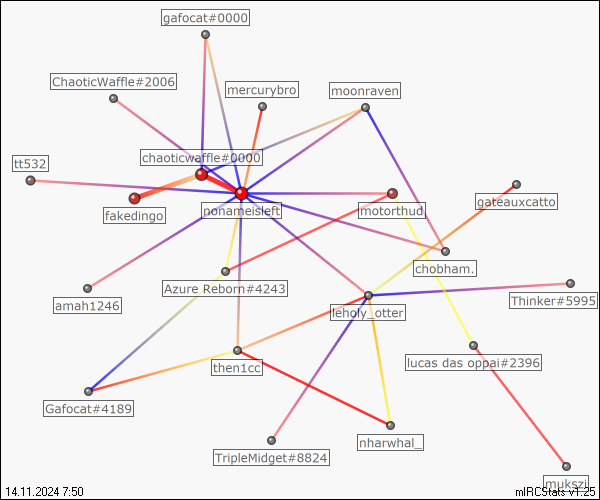 gafocat#0000
ChaoticWaffle#2006
mercurybro
moonraven
chaoticwaffle#0000
tt532
fakedingo
nonameisleft
motorthud
gateauxcatto
chobham.
Azure Reborn#4243
amah1246
leholy_otter
Thinker#5995
then1cc
lucas das oppai#2396
Gafocat#4189
nharwhal_
TripleMidget#8824
mukszi
14.11.2024 7:50
mIRCStats v1.25